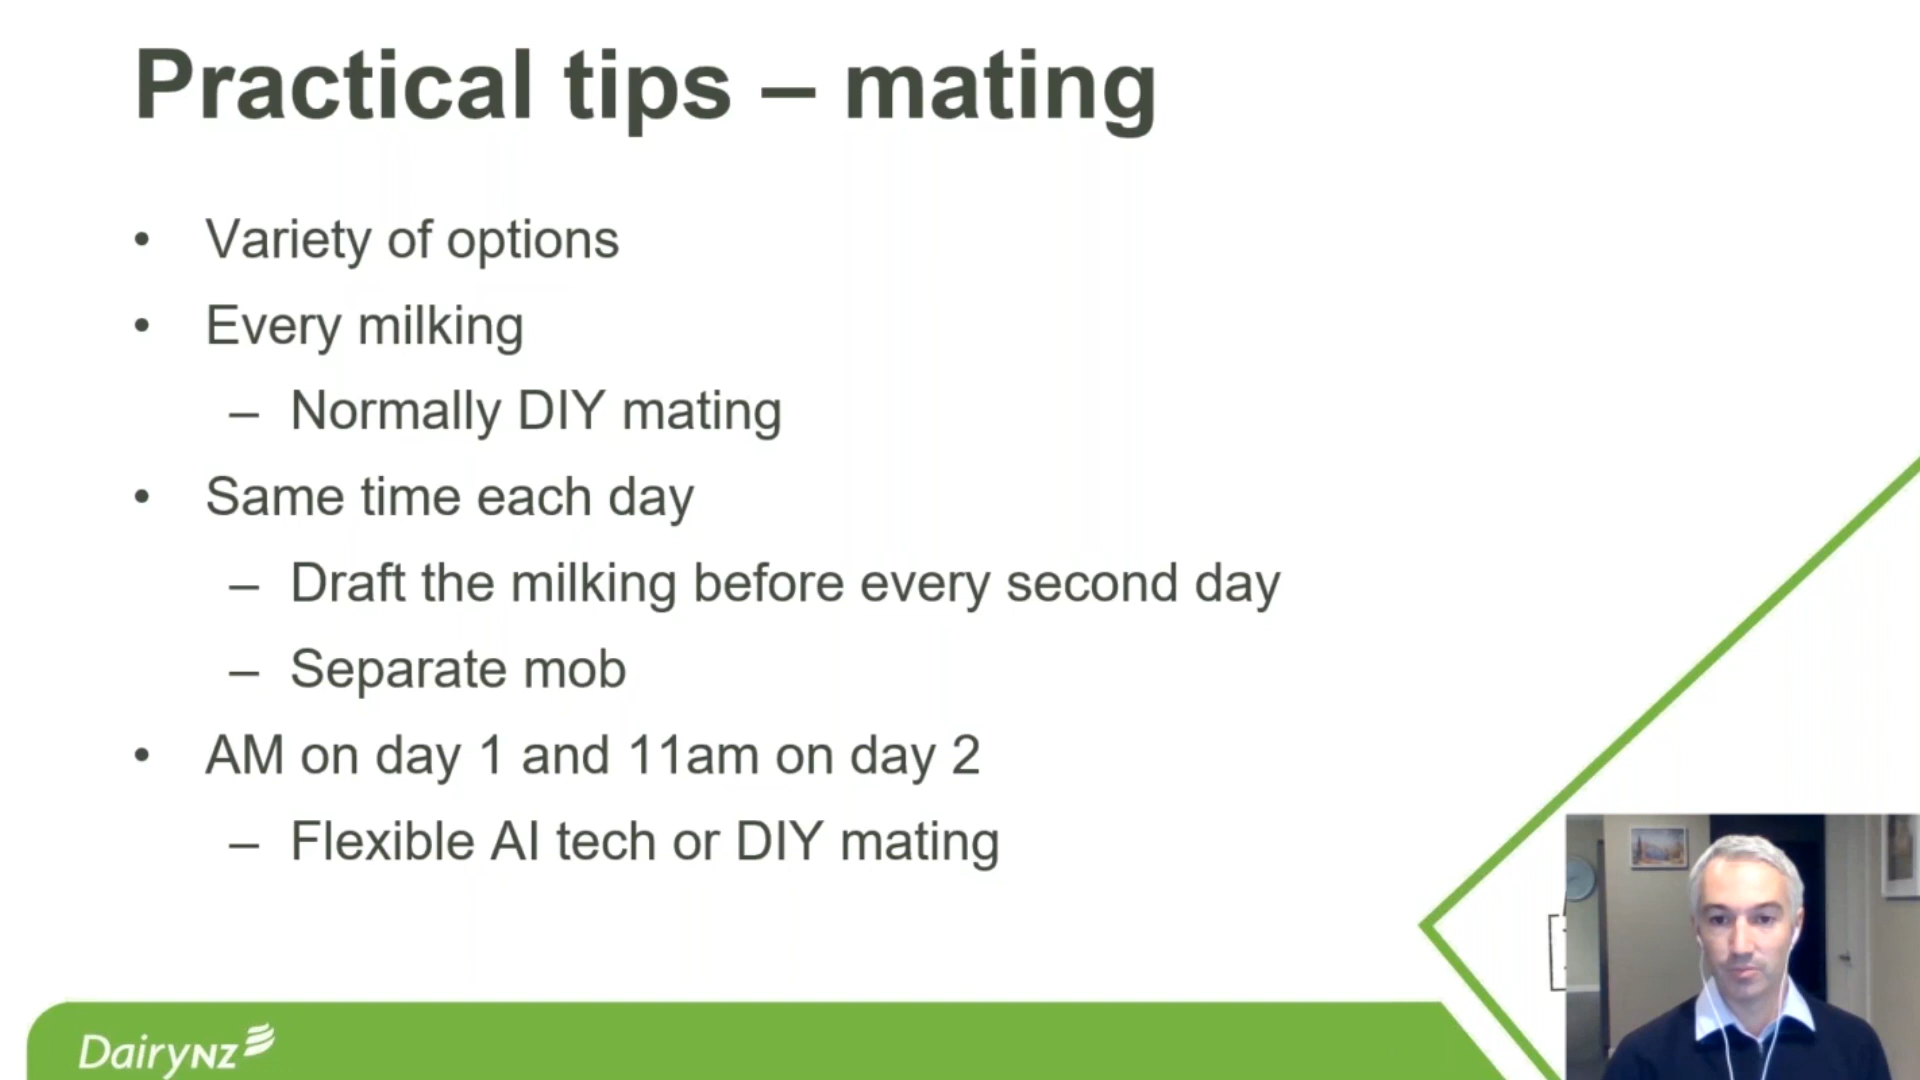 Practical tips – mating
• Variety of options
• Every milking
– Normally DIY mating
• Same time each day
– Draft the milking before every second day
– Separate mob
• AM on day 1 and 11am on day 2
– Flexible AI tech or DIY mating
DairyNZ